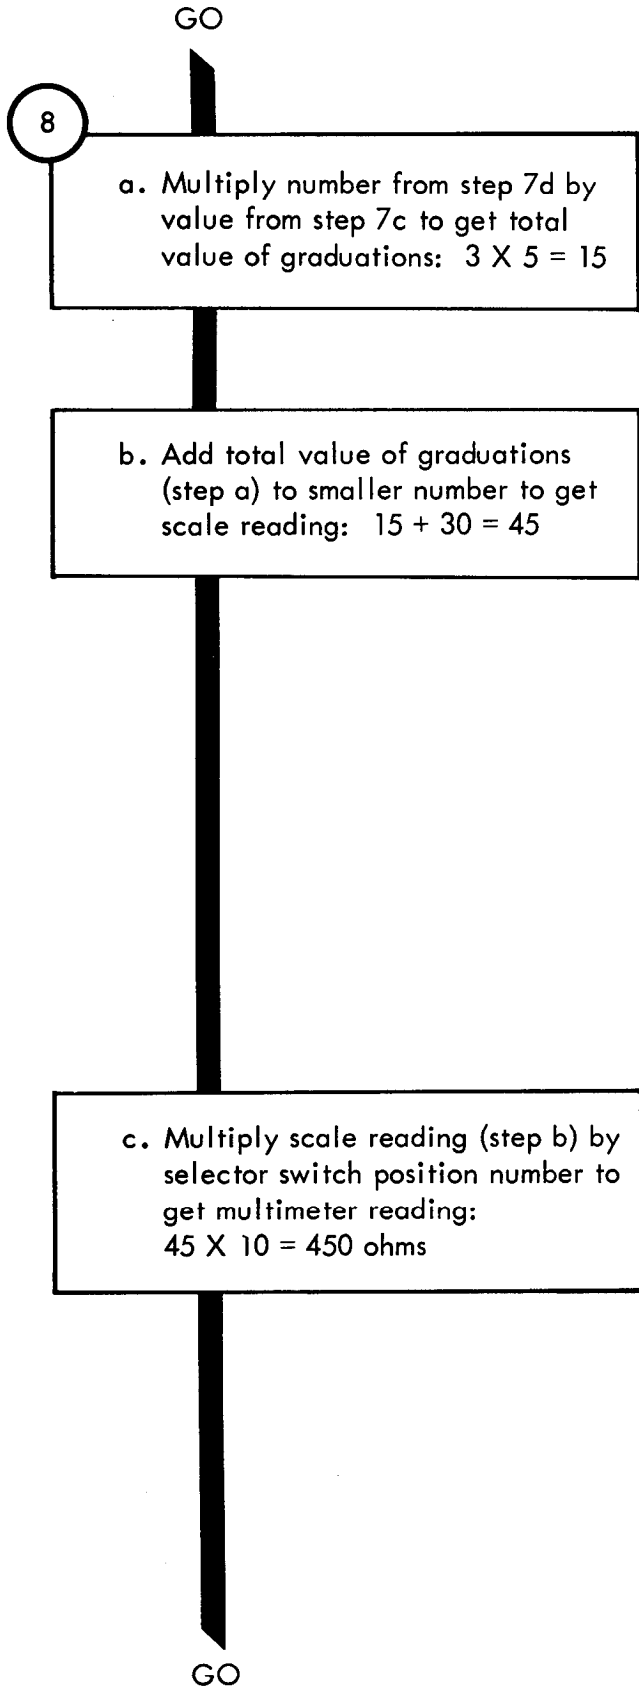 GO
8
a. Multiply number from step 7d by
value from step 7c to get total
value of graduations: 3 X 5 = 15
b. Add total value of graduations
(step a) to smaller number to get
scale reading: 15 + 30 = 45
c. Multiply scale reading (step b) by
selector switch position number to
get multimeter reading:
45 X 10 = 450 ohms
GO